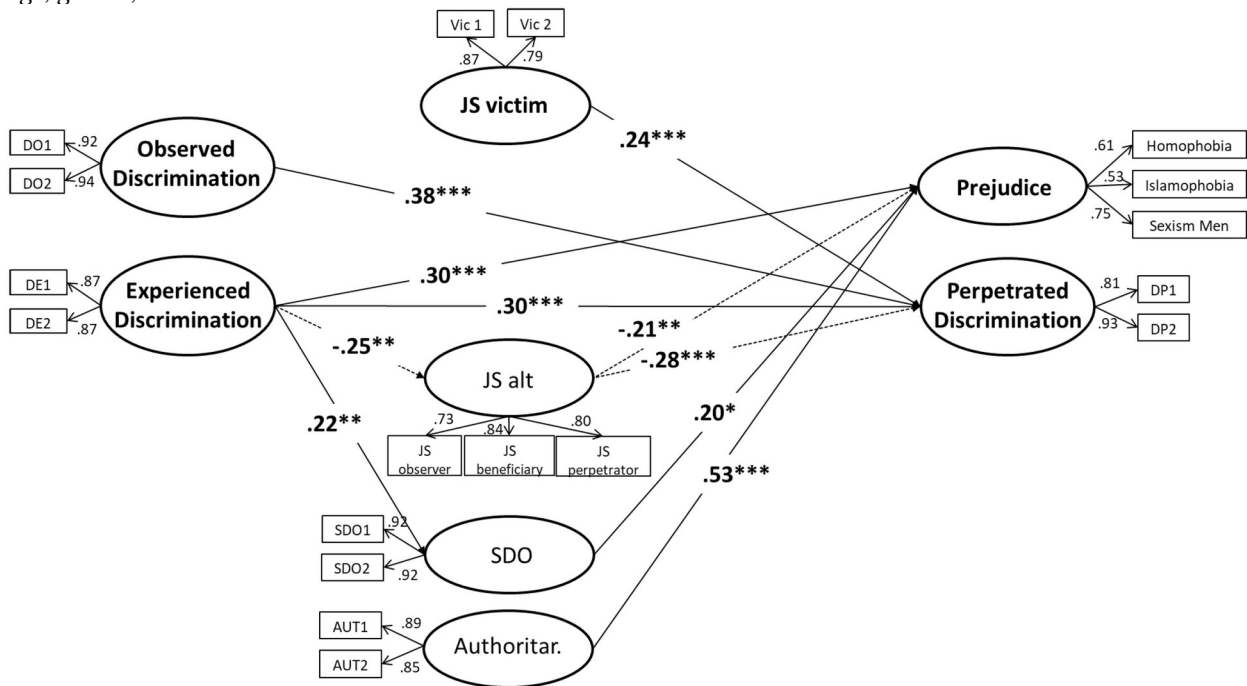 Vic 1
Vic 2
.87
.79
JS victim
.24***
DO1
DO2
.92
.94
Observed
Discrimination
.38***
Prejudice
.61
.53
.75
Homophobia
Islamophobia
Sexism Men
DE1
DE2
.87
.87
Experienced
Discrimination
.30***
.30***
Perpetrated
Discrimination
.81
.93
DP1
DP2
-.25**
-.21**
-.28***
JS alt
.73
.84
.80
JS
observer
JS
beneficiary
JS
perpetrator
.22**
.20*
.53***
SDO1
SDO2
.92
.92
SDO
AUT1
AUT2
.89
.85
Authoritar.